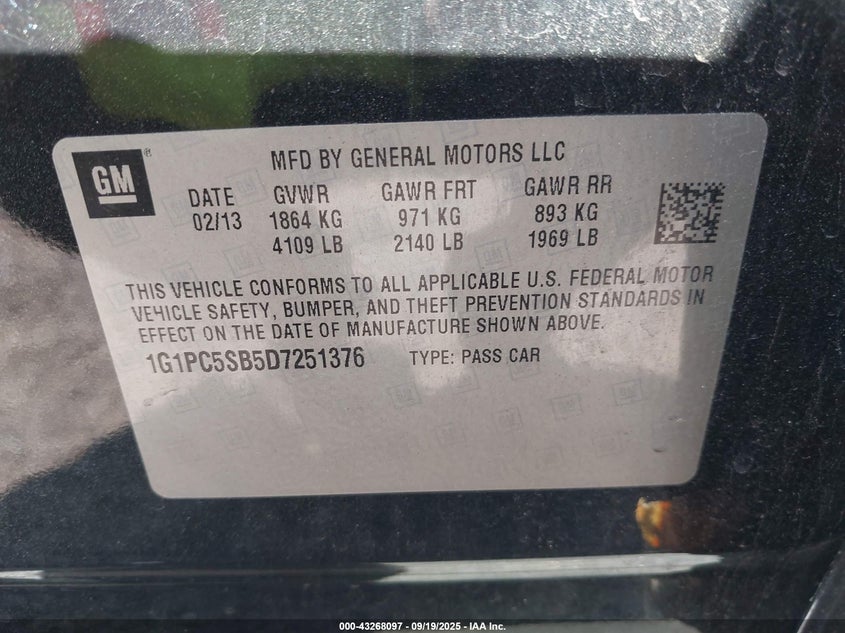 GM ®
MFD BY GENERAL MOTORS LLC
DATE GVWR GAWR FRT GAWR RR
02/13 1864 KG 971 KG 893 KG
4109 LB 2140 LB 1969 LB
THIS VEHICLE CONFORMS TO ALL APPLICABLE U.S. FEDERAL MOTOR
VEHICLE SAFETY, BUMPER, AND THEFT PREVENTION STANDARDS IN
EFFECT ON THE DATE OF MANUFACTURE SHOWN ABOVE.
1G1PC5SB5D7251376 TYPE: PASS CAR
000-43268097 - 09/19/2025 - IAA Inc.